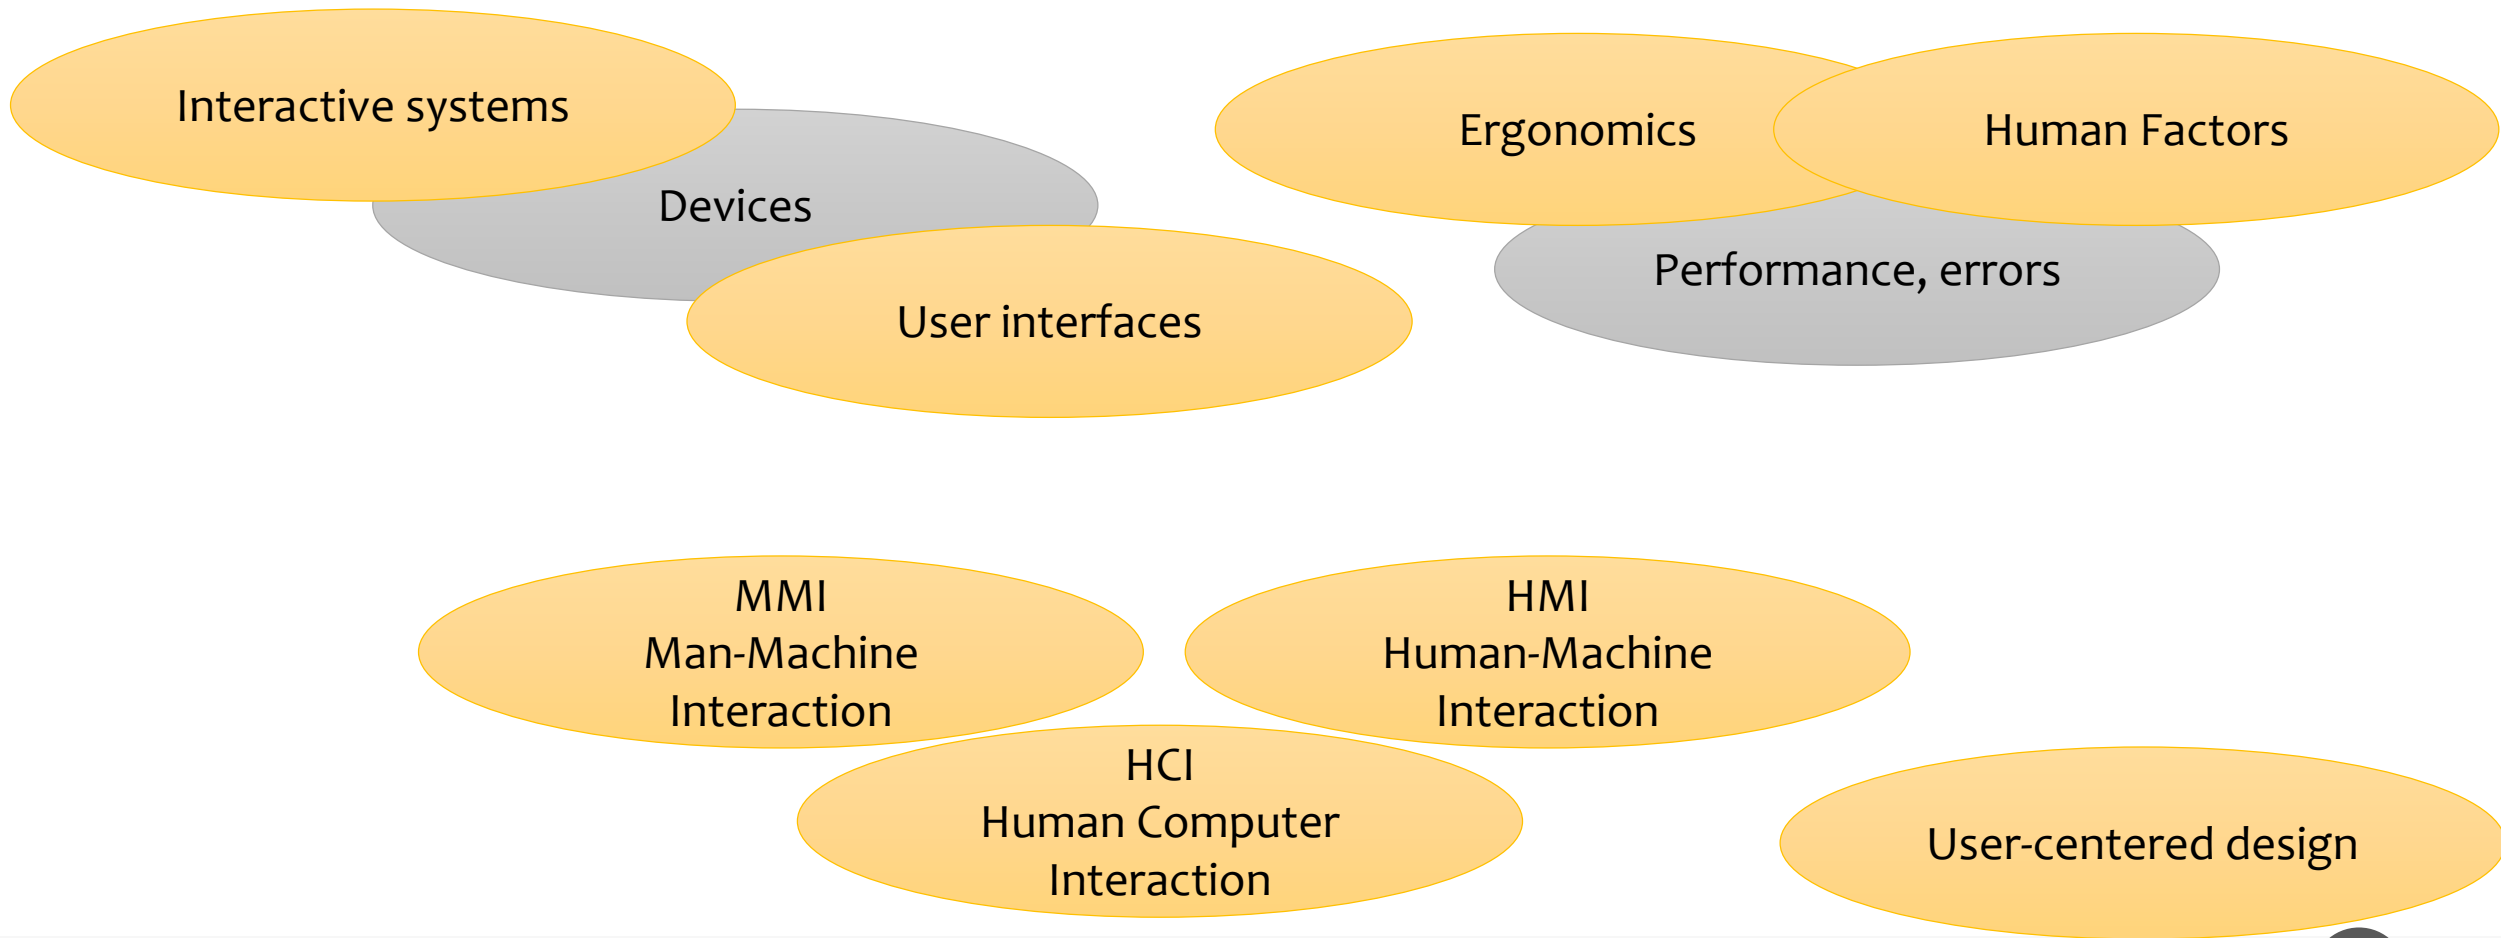 Interactive systems
Devices
User interfaces
Ergonomics
Human Factors
Performance, errors
MMI
Man-Machine
Interaction
HMI
Human-Machine
Interaction
HCI
Human Computer
Interaction
User-centered design